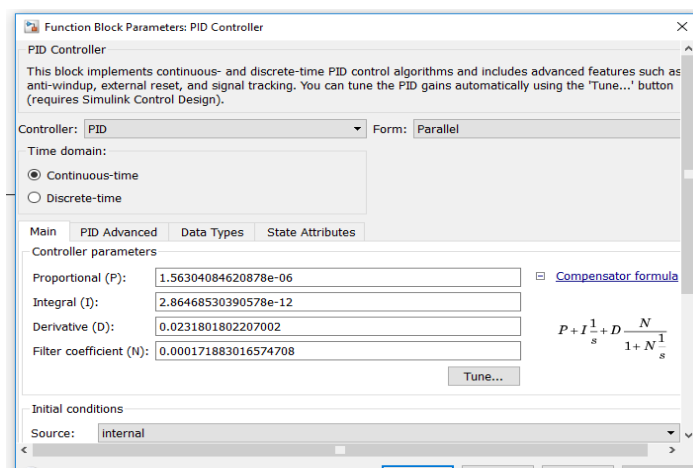 Function Block Parameters: PID Controller
PID Controller
This block implements continuous- and discrete-time PID control algorithms and includes advanced features such as
anti-windup, external reset, and signal tracking. You can tune the PID gains automatically using the 'Tune...' button
(requires Simulink Control Design).
Controller: PID Form: Parallel
Time domain:
Continuous-time
Discrete-time
Main PID Advanced Data Types State Attributes
Controller parameters
Proportional (P): 1.56304084620878e-06 Compensator formula
Integral (I): 2.86468530390578e-12
Derivative (D): 0.0231801802207002
Filter coefficient (N): 0.000171883016574708
P+I 1/s +D N/(1+N 1/s)
Tune...
Initial conditions
Source: internal